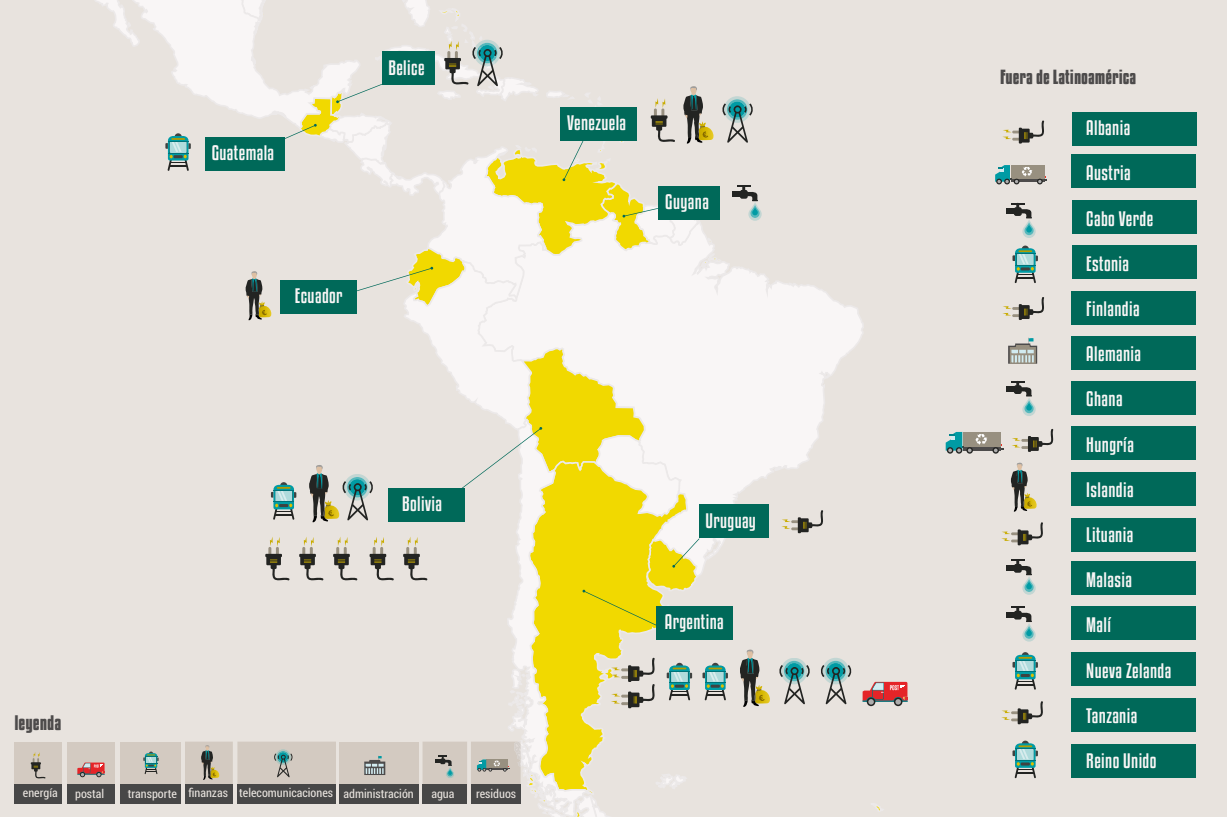 Belice
Fuera de Latinoamérica
Venezuela
Albania
Guatemala
Austria
Guyana
Cabo Verde
Estonia
Ecuador
Finlandia
Alemania
Ghana
Hungría
Islandia
Bolivia
Uruguay
Lituania
Malasia
Argentina
Malí
Nueva Zelanda
POST
Tanzania
leyenda
Reino Unido
energía postal transporte finanzas telecomunicaciones administración agua residuos